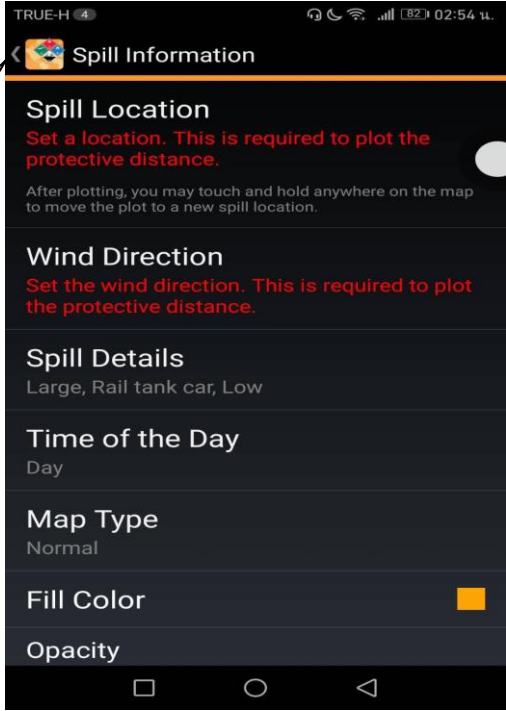 TRUE-H 4 82 02:54 น.
Spill Information
Spill Location
Set a location. This is required to plot the
protective distance.
After plotting, you may touch and hold anywhere on the map
to move the plot to a new spill location.
Wind Direction
Set the wind direction. This is required to plot
the protective distance.
Spill Details
Large, Rail tank car, Low
Time of the Day
Day
Map Type
Normal
Fill Color
Opacity